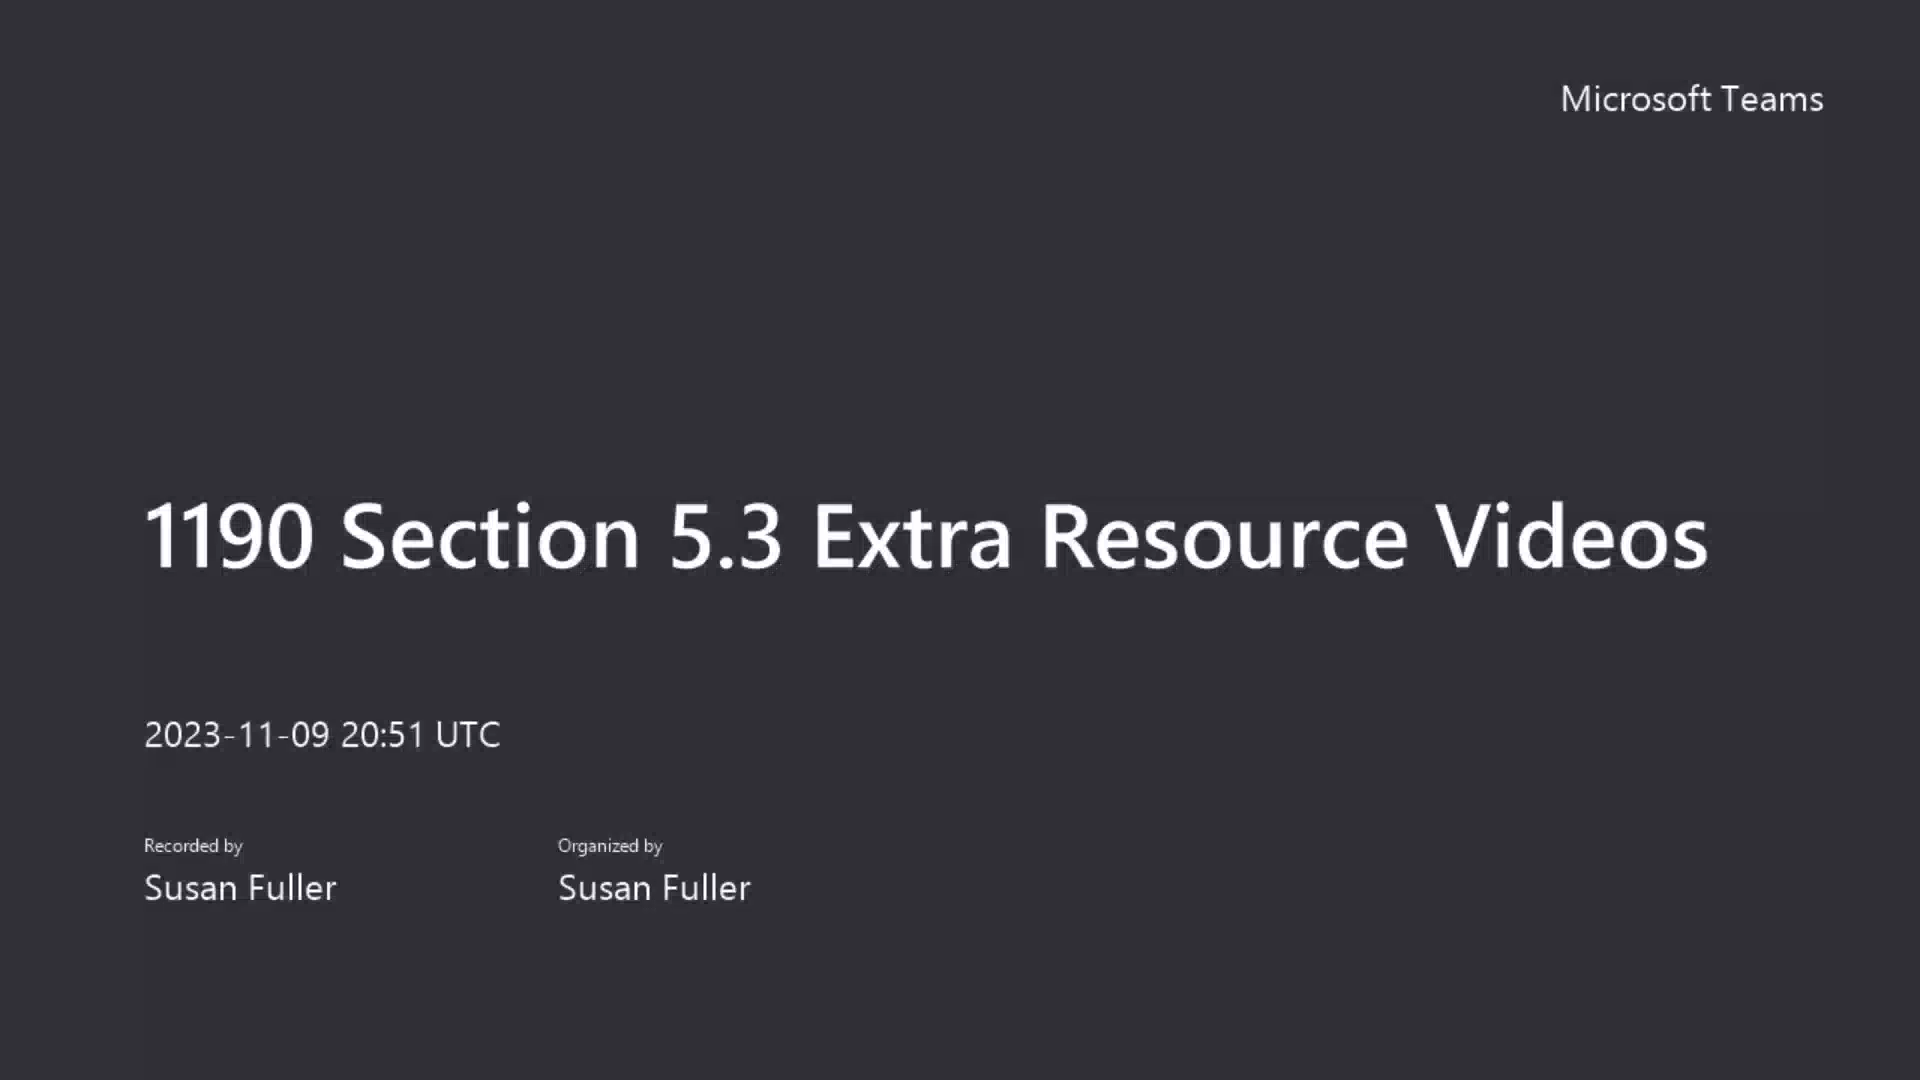 Microsoft Teams
1190 Section 5.3 Extra Resource Videos
2023-11-09 20:51 UTC
Recorded by
Susan Fuller
Organized by
Susan Fuller